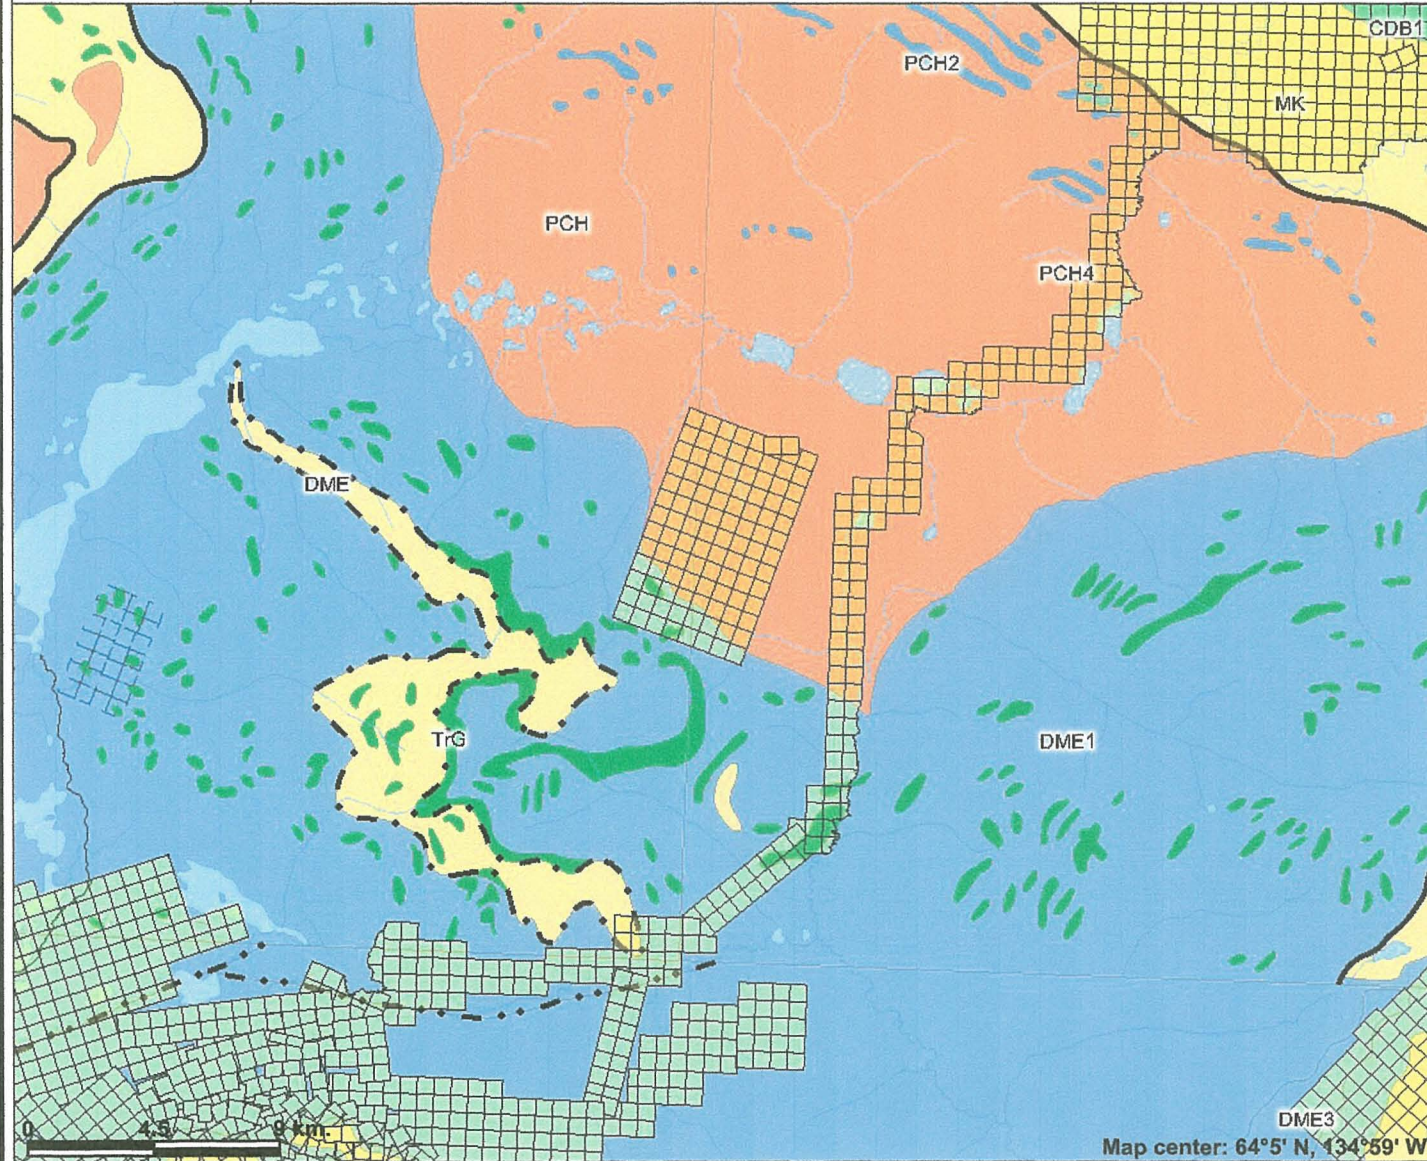 CDB1
PCH2
MK
PCH
PCH4
DME
TrG
DME1
DME3
0 4.5 9 km.
Map center: 64°5' N, 134°59' W